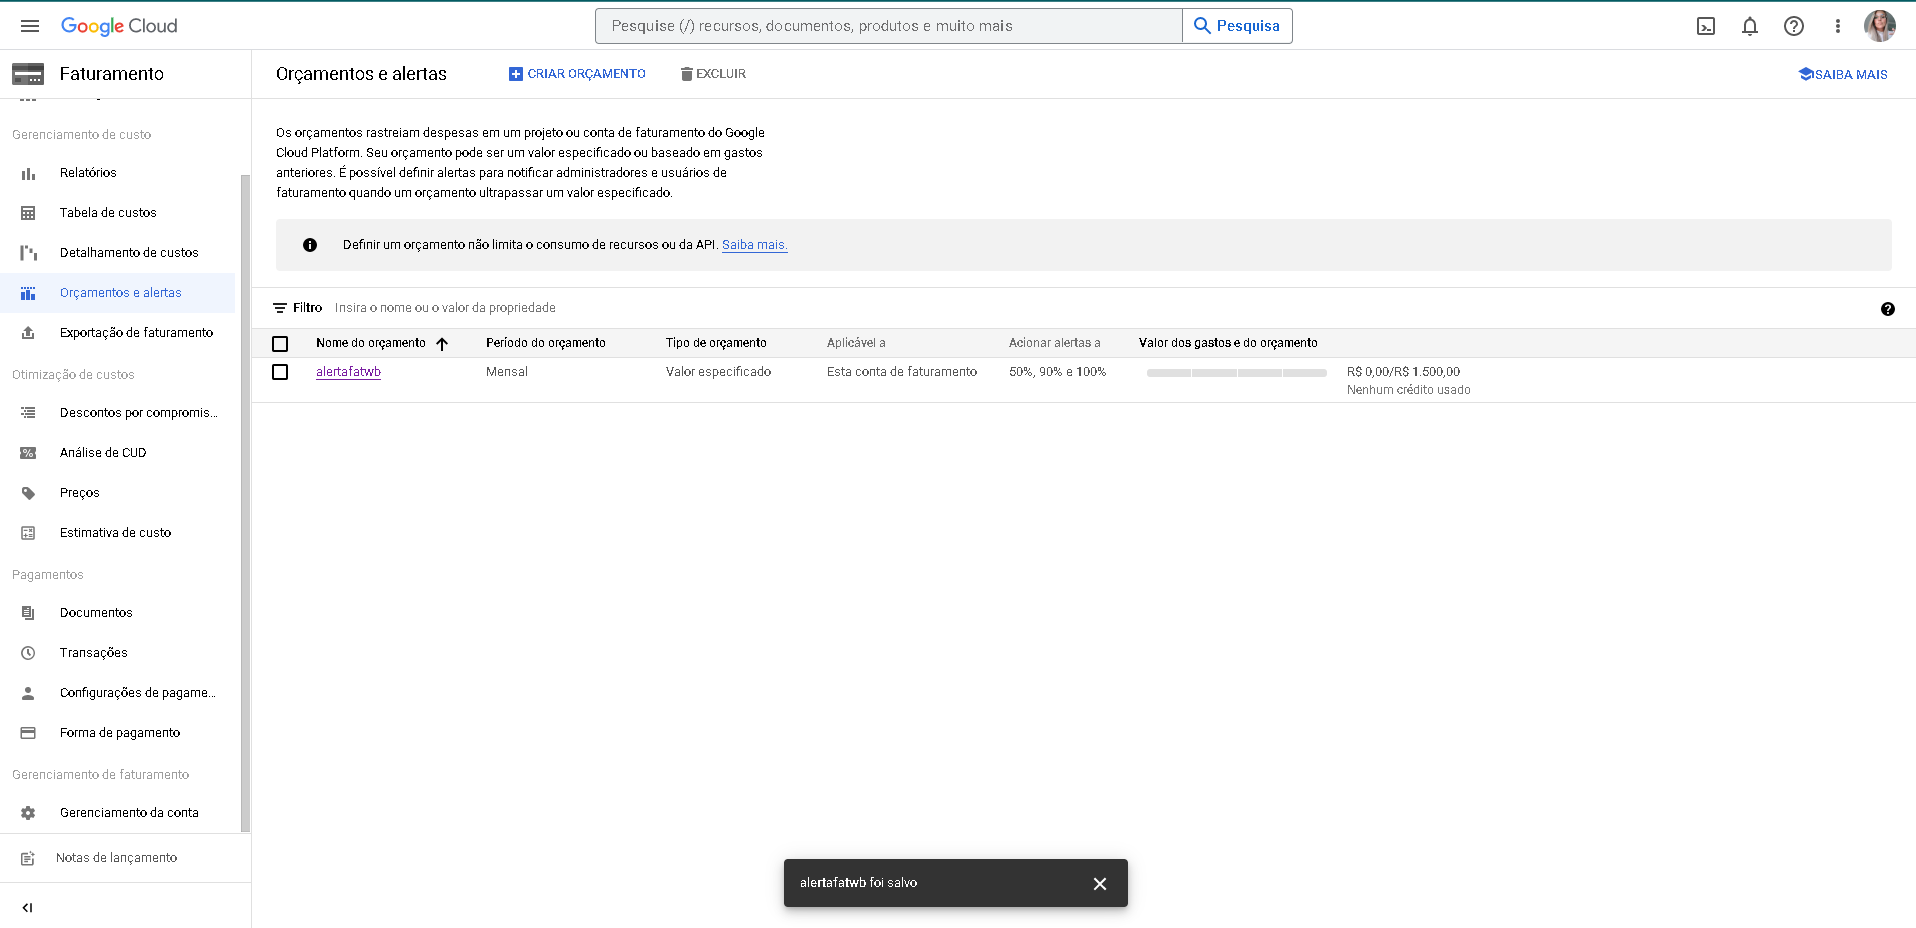 Google Cloud
Pesquise (/) recursos, documentos, produtos e muito mais
Pesquisa
Faturamento
Orçamentos e alertas
CRIAR ORÇAMENTO
EXCLUIR
SAIBA MAIS
Gerenciamento de custo
Relatórios
Tabela de custos
Detalhamento de custos
Orçamentos e alertas
Exportação de faturamento
Otimização de custos
Descontos por compromis...
Análise de CUD
Preços
Estimativa de custo
Pagamentos
Documentos
Transações
Configurações de pagame...
Forma de pagamento
Gerenciamento de faturamento
Gerenciamento da conta
Notas de lançamento
Os orçamentos rastreiam despesas em um projeto ou conta de faturamento do Google
Cloud Platform. Seu orçamento pode ser um valor especificado ou baseado em gastos
anteriores. É possível definir alertas para notificar administradores e usuários de
faturamento quando um orçamento ultrapassar um valor especificado.
Definir um orçamento não limita o consumo de recursos ou da API. Saiba mais.
Filtro Insira o nome ou o valor da propriedade
Nome do orçamento Período do orçamento Tipo de orçamento Aplicável a Acionar alertas a Valor dos gastos e do orçamento
alertafatwb Mensal Valor especificado Esta conta de faturamento 50%, 90% e 100% R$ 0,00/R$ 1.500,00
Nenhum crédito usado
alertafatwb foi salvo